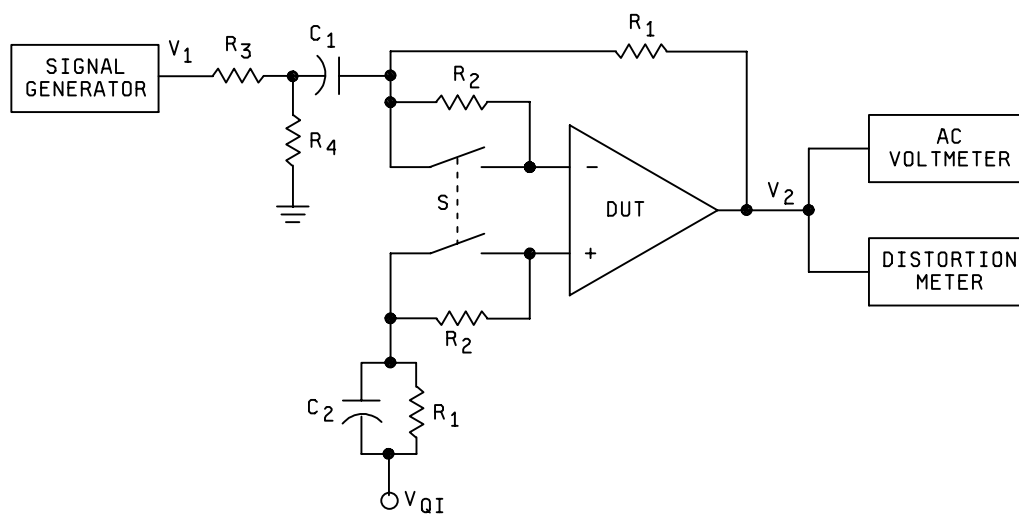 R1
C1
V1
R3
SIGNAL
GENERATOR
R2
R4
AC
VOLTMETER
−
S
DUT
V2
+
DISTORTION
METER
R2
C2
R1
VQI